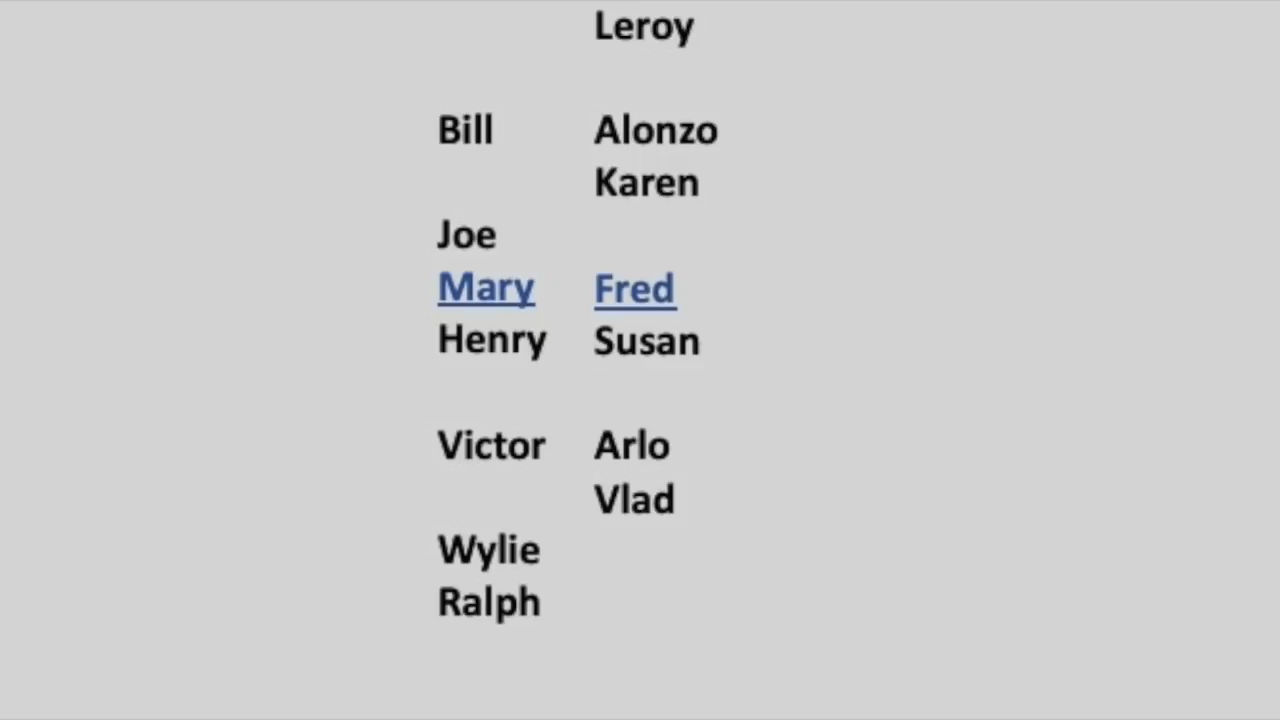 Leroy
Bill Alonzo
Karen
Joe
Mary Fred
Henry Susan
Victor Arlo
Vlad
Wylie
Ralph